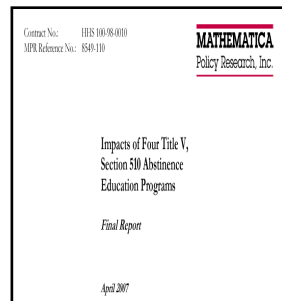 Contract No.: HHS 100-98-0010
MPR Reference No.: 8549-110
MATHEMATICA
Policy Research, Inc.
Impacts of Four Title V,
Section 510 Abstinence
Education Programs
Final Report
April 2007